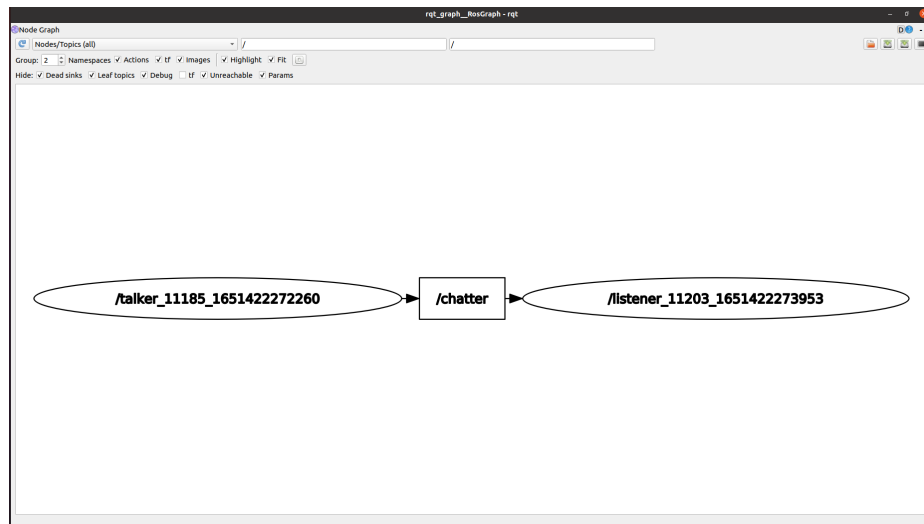 rqt_graph__RosGraph - rqt
Node Graph
Nodes/Topics (all) / /
Group: 2 Namespaces Actions tf Images Highlight Fit
Hide: Dead sinks Leaf topics Debug tf Unreachable Params
/talker_11185_1651422272260 /chatter /listener_11203_1651422273953